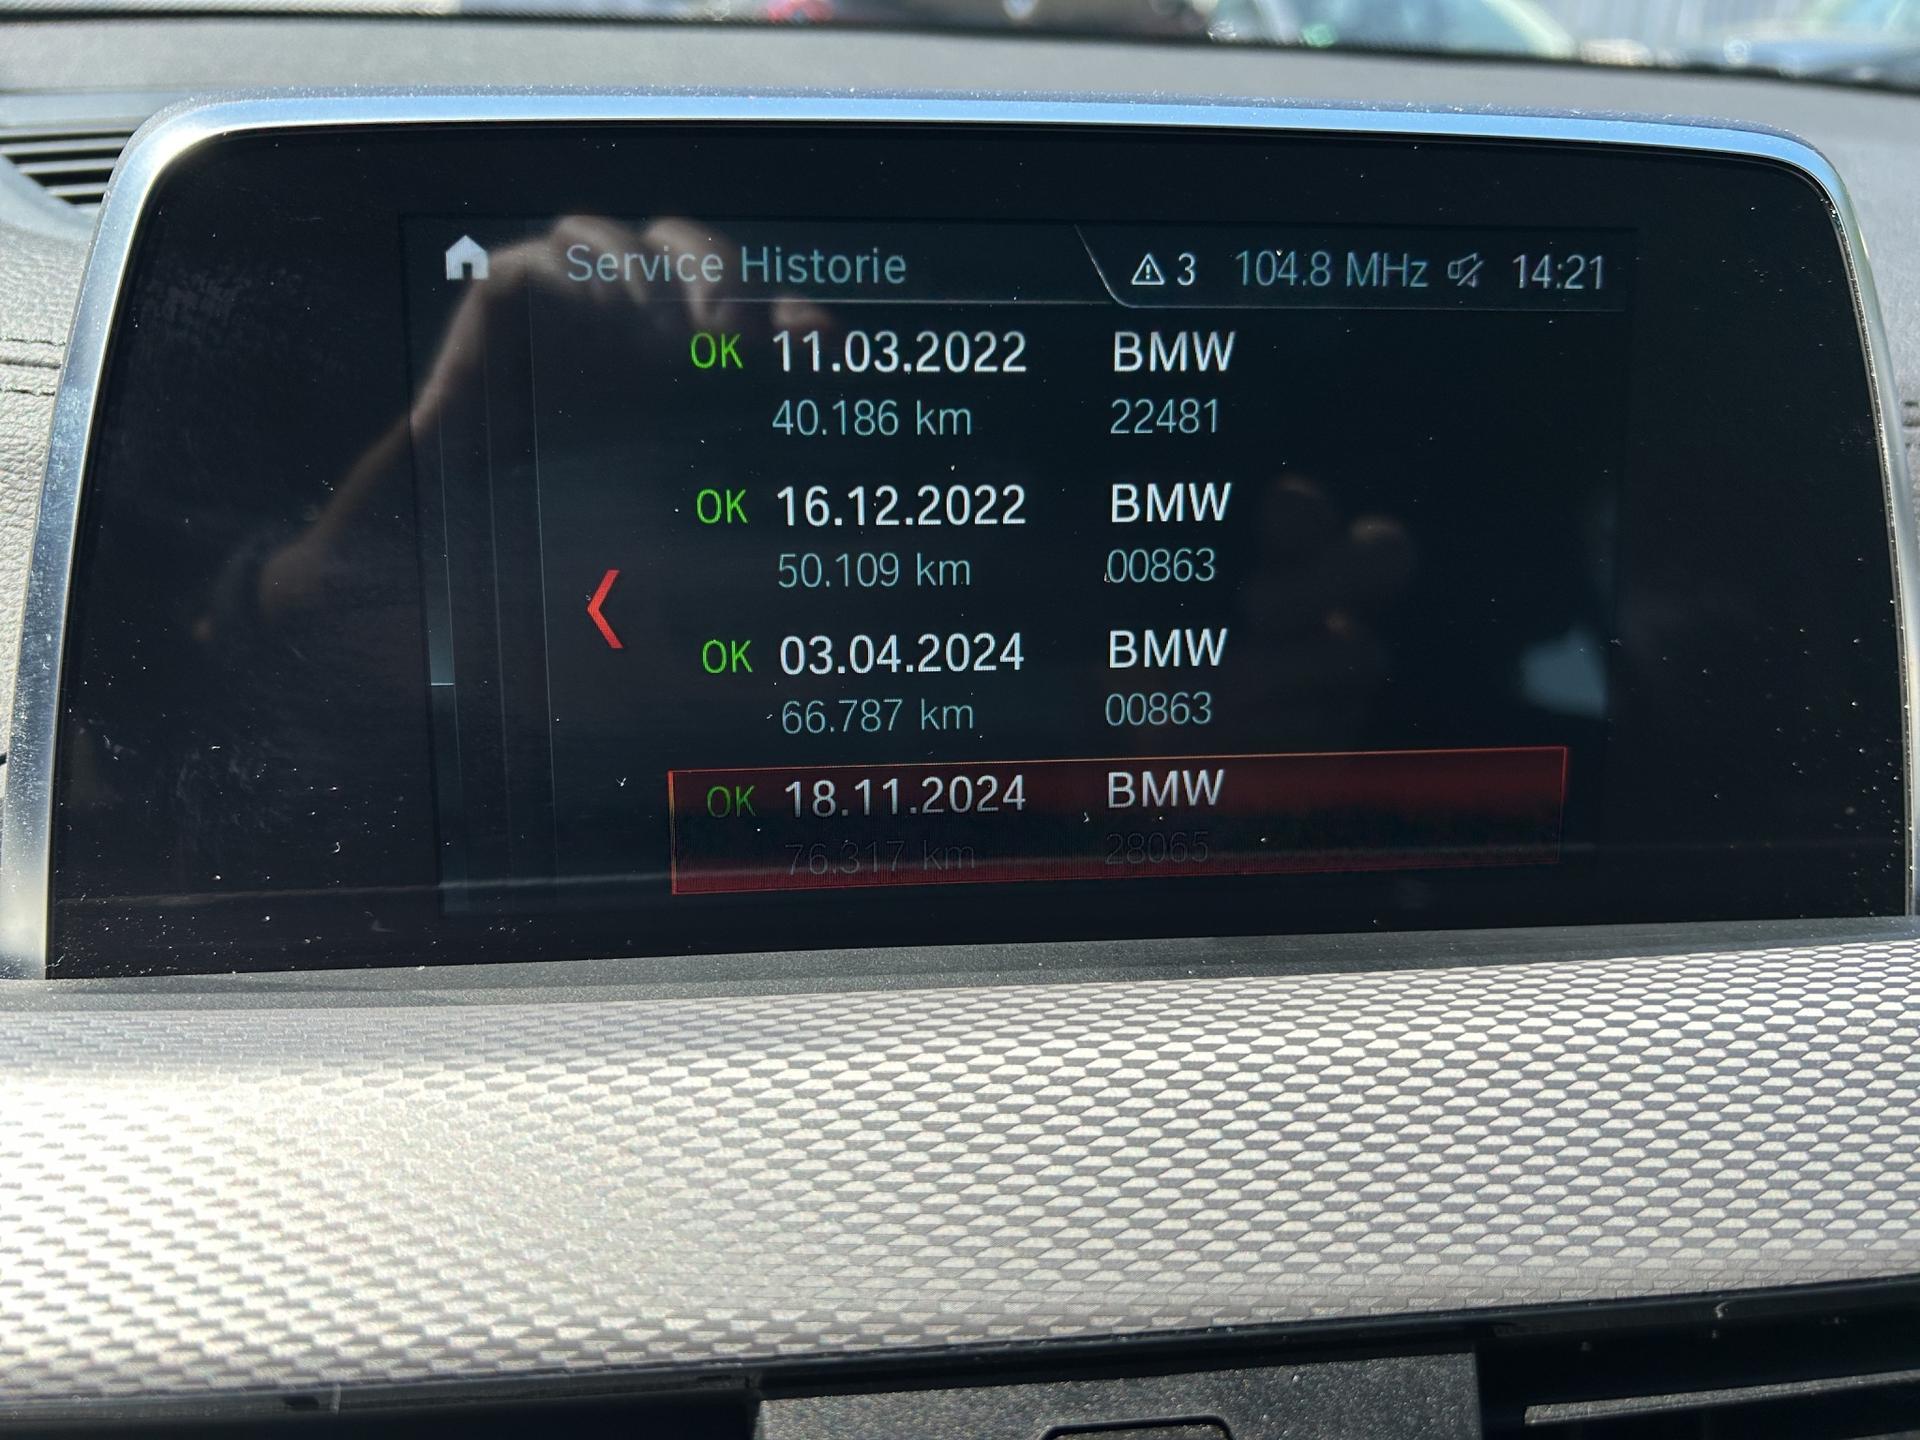 Service Historie 3 104.8 MHz 14:21
OK 11.03.2022 BMW
40.186 km 22481
OK 16.12.2022 BMW
50.109 km 00863
OK 03.04.2024 BMW
66.787 km 00863
OK 18.11.2024 BMW
76.317 km 28065